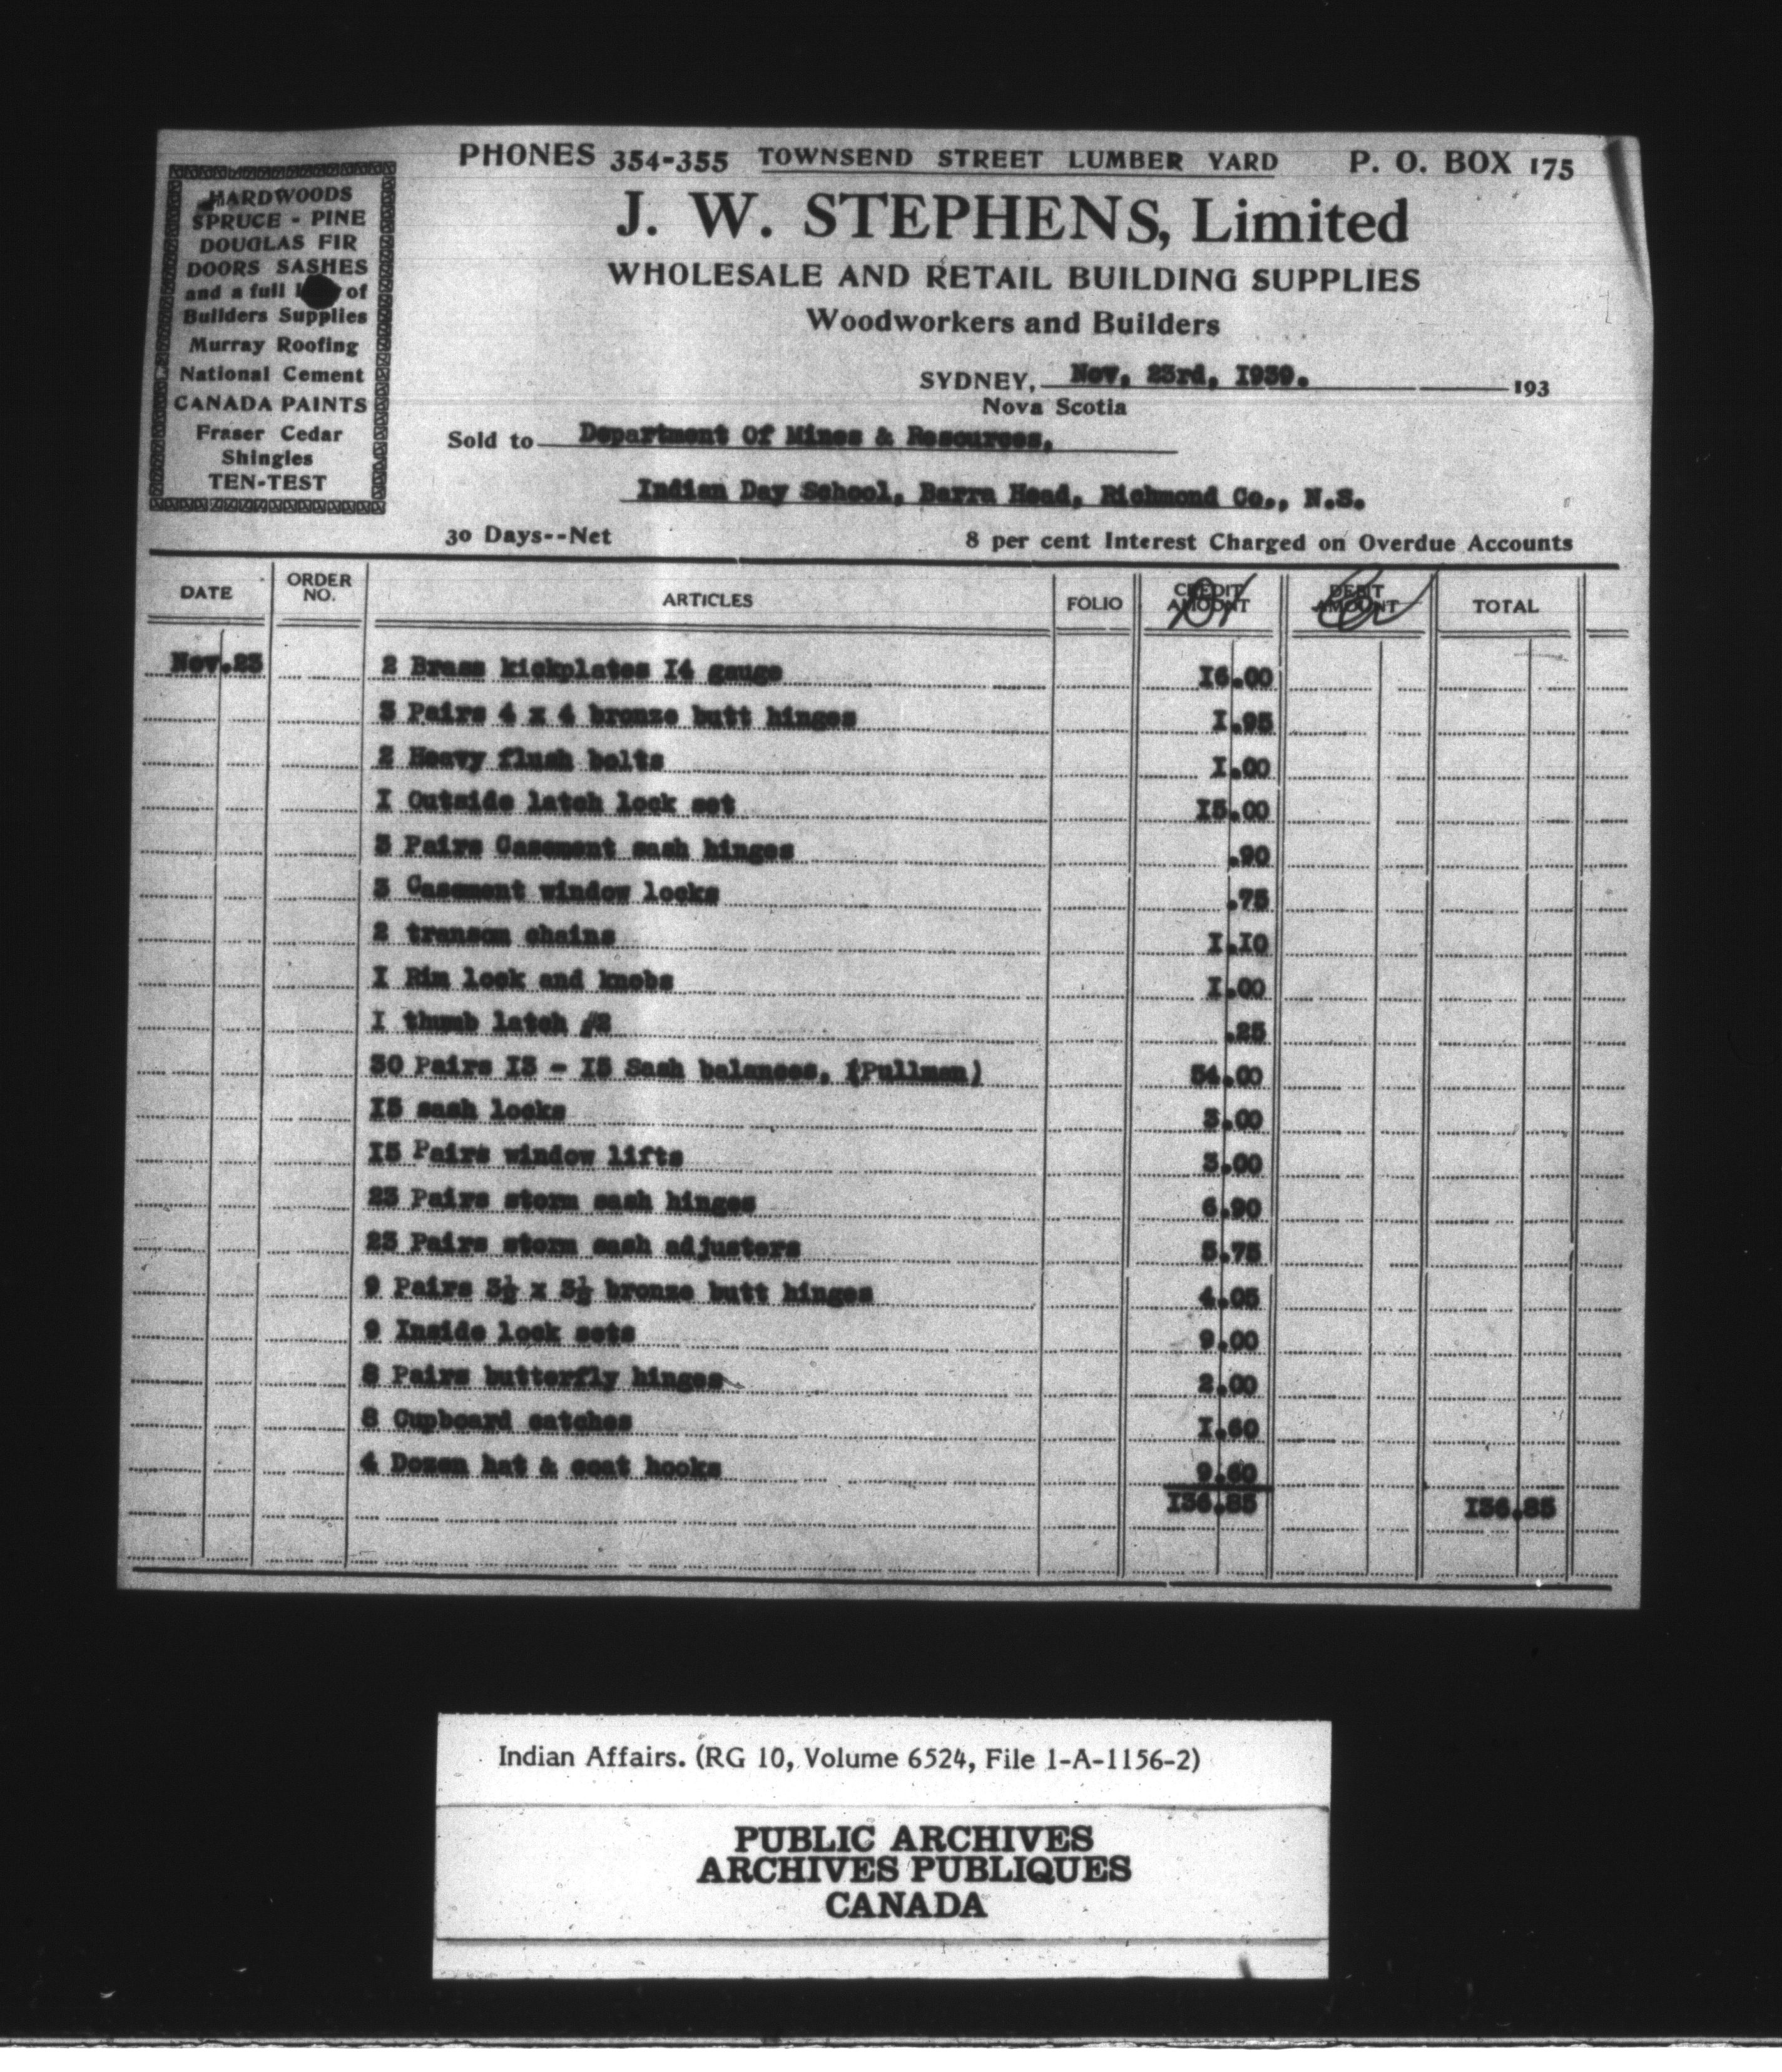 PHONES 354-355 TOWNSEND STREET LUMBER YARD P. O. BOX 175
HARDWOODS
SPRUCE - PINE
DOUGLAS FIR
DOORS SASHES
and a full of
Builders Supplies
Murray Roofing
National Cement
CANADA PAINTS
Fraser Cedar
Shingles
TEN-TEST
J. W. STEPHENS, Limited
WHOLESALE AND RETAIL BUILDING SUPPLIES
Woodworkers and Builders
SYDNEY, Nov. 23rd, I939. 193
Nova Scotia
Sold to Department Of Mines & Resources,
Indian Day School, Barra Head, Richmond Co., N.S.
30 Days--Net 8 per cent Interest Charged on Overdue Accounts
DATE ORDER NO. ARTICLES FOLIO CREDIT AMOUNT DEBIT AMOUNT TOTAL
Nov.23 2 Brass kickplates I4 gauge I6.00
3 Pairs 4 x 4 bronze butt hinges I.95
2 Heavy flush bolts I.00
I Outside latch lock set I5.00
3 Pairs Casement sash hinges .90
3 Casement window locks .75
2 transom chains I.I0
I Rim lock and knobs I.00
I thumb latch #2 .25
30 Pairs I3 - I5 Sash balances, (Pullman) 54.00
I5 sash locks 3.00
I5 Pairs window lifts 3.00
23 Pairs storm sash hinges 6.90
23 Pairs storm sash adjusters 5.75
9 Pairs 3½ x 3½ bronze butt hinges 4.05
9 Inside lock sets 9.00
8 Pairs butterfly hinges 2.00
8 Cupboard catches I.60
4 Dozen hat & coat hooks 9.60
I36.85 I36.85
Indian Affairs. (RG 10, Volume 6524, File 1-A-1156-2)
PUBLIC ARCHIVES
ARCHIVES PUBLIQUES
CANADA